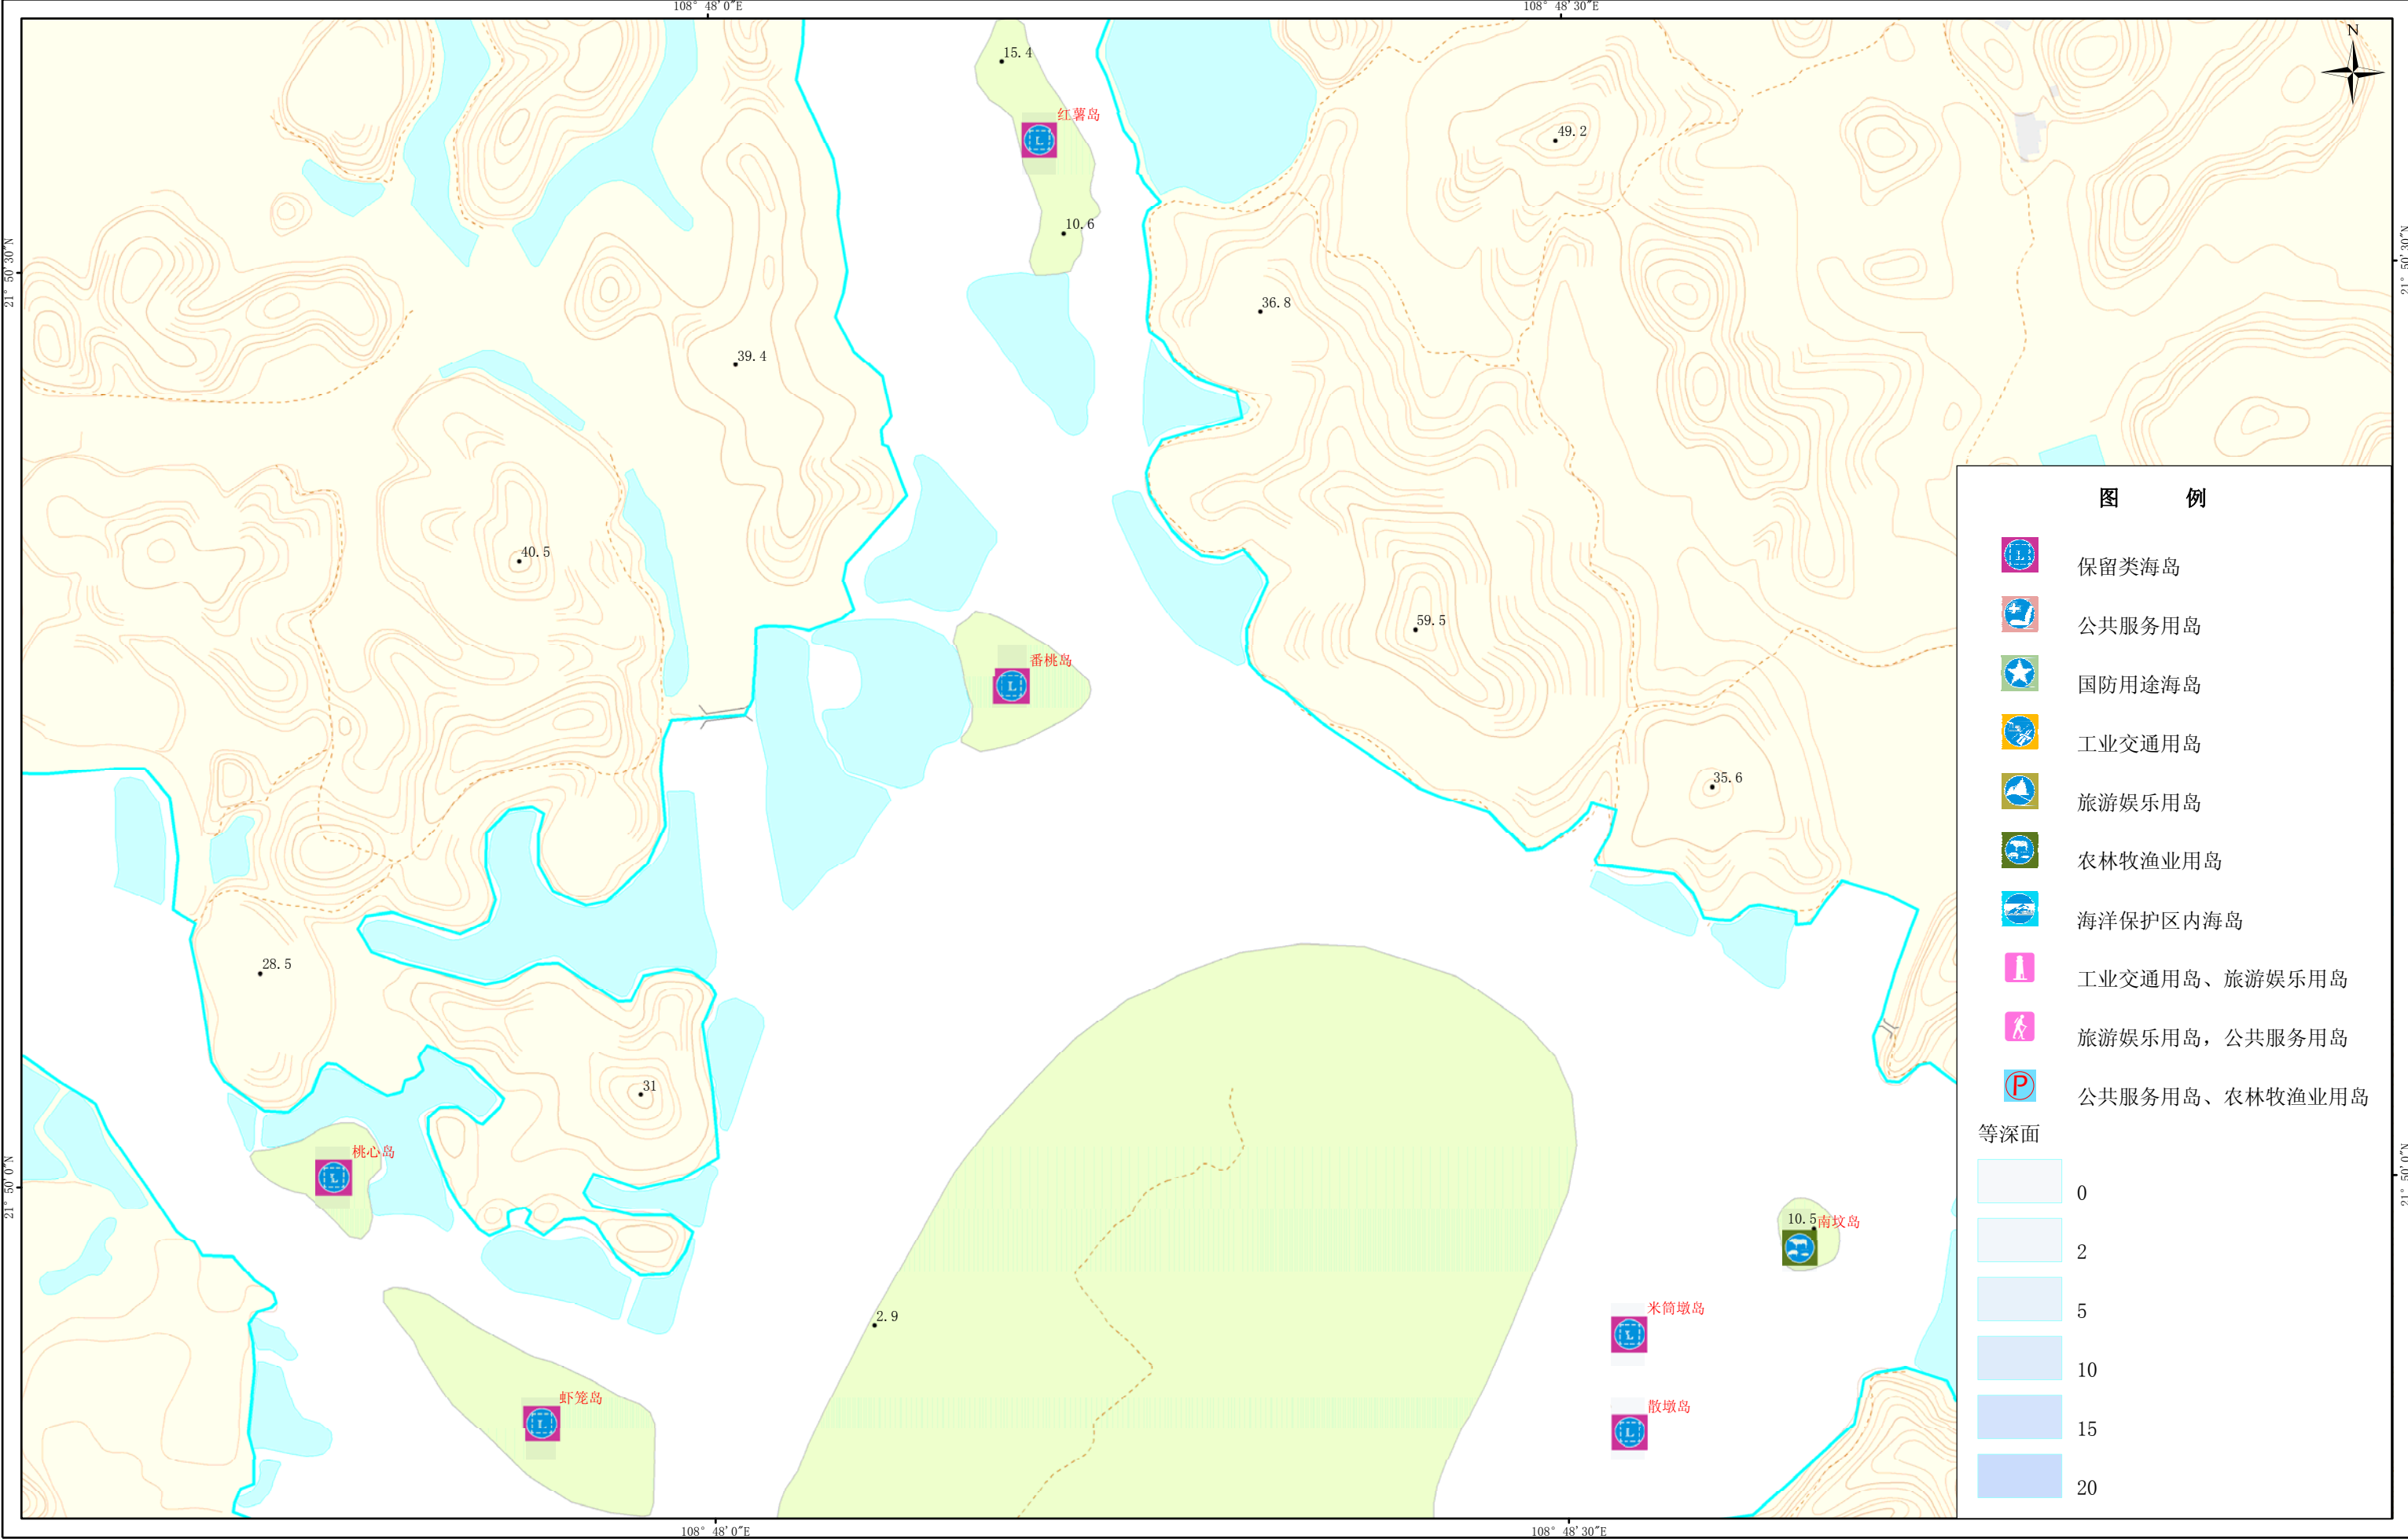 108° 48′0″E
108° 48′30″E
N
15.4
红薯岛
49.2
10.6
21° 50′30″N
21° 50′30″N
36.8
39.4
图 例
保留类海岛
40.5
公共服务用岛
59.5
番桃岛
国防用途海岛
工业交通用岛
35.6
旅游娱乐用岛
农林牧渔业用岛
海洋保护区内海岛
28.5
工业交通用岛、旅游娱乐用岛
旅游娱乐用岛，公共服务用岛
31
P
公共服务用岛、农林牧渔业用岛
等深面
桃心岛
21° 50′0″N
21° 50′0″N
0
10.5
南坟岛
2
米筒墩岛
2.9
5
10
虾笼岛
散墩岛
15
20
108° 48′0″E
108° 48′30″E